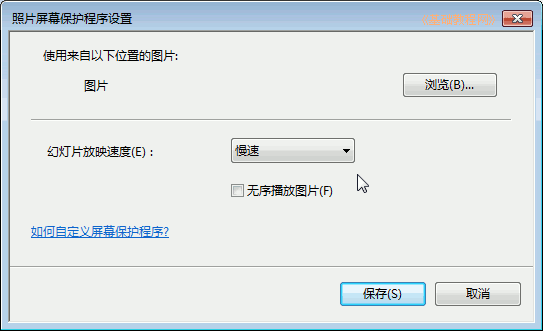 照片屏幕保护程序设置
使用来自以下位置的图片:
图片
浏览(B)...
幻灯片放映速度(E)：
慢速
无序播放图片(F)
如何自定义屏幕保护程序?
保存(S)
取消